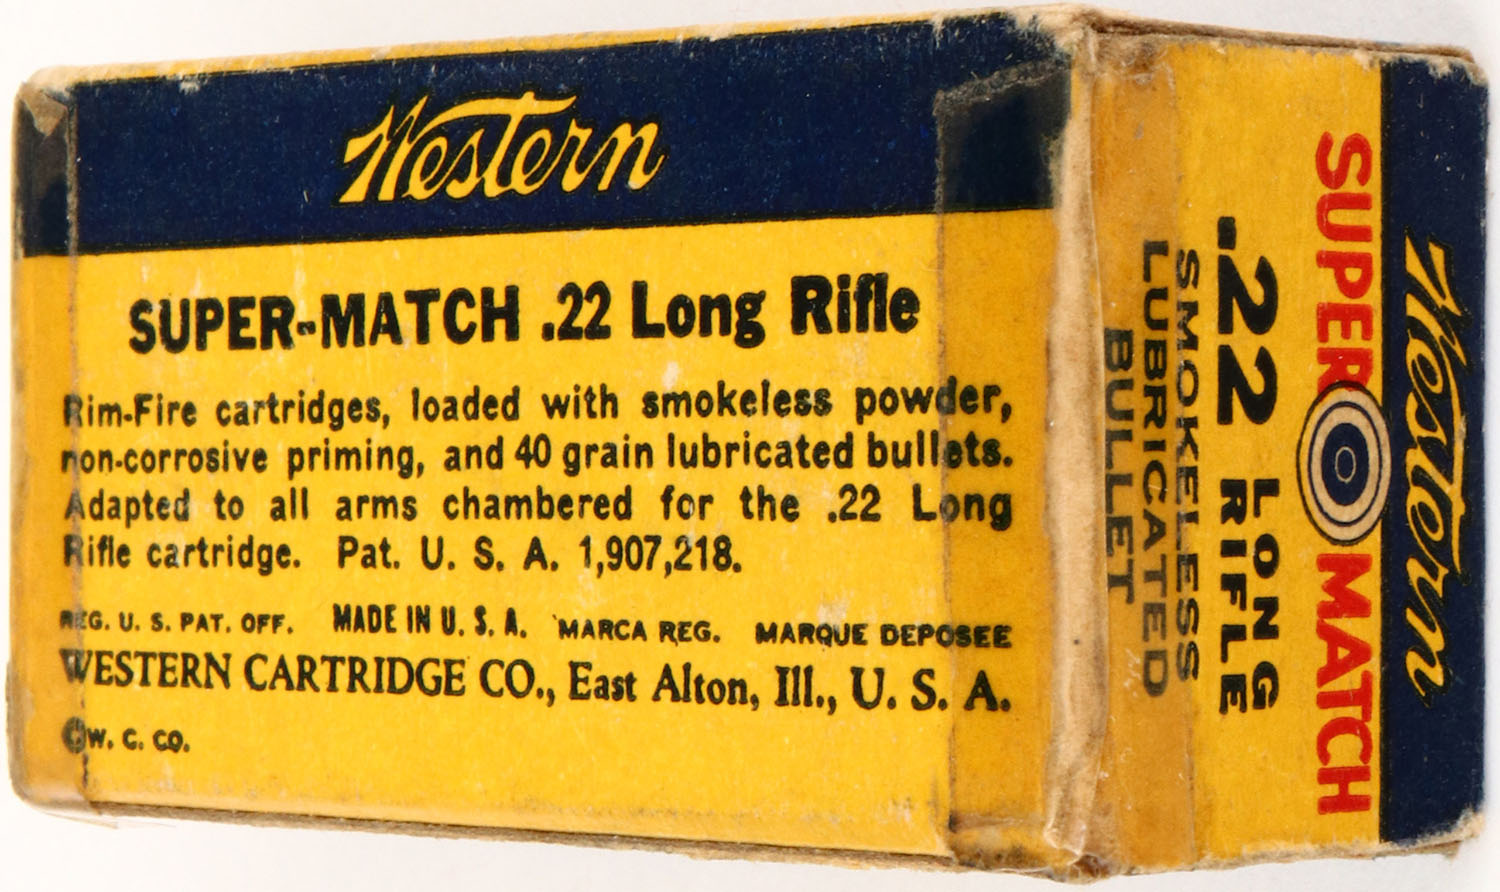 Western
SUPER-MATCH .22 Long Rifle
Rim-Fire cartridges, loaded with smokeless powder,
non-corrosive priming, and 40 grain lubricated bullets.
Adapted to all arms chambered for the .22 Long
Rifle cartridge. Pat. U. S. A. 1,907,218.
REG. U. S. PAT. OFF. MADE IN U. S. A. MARCA REG. MARQUE DEPOSEE
WESTERN CARTRIDGE CO., East Alton, Ill., U. S. A.
©W. C. CO.
Western
SUPER MATCH
.22 LONG RIFLE
SMOKELESS
LUBRICATED
BULLET